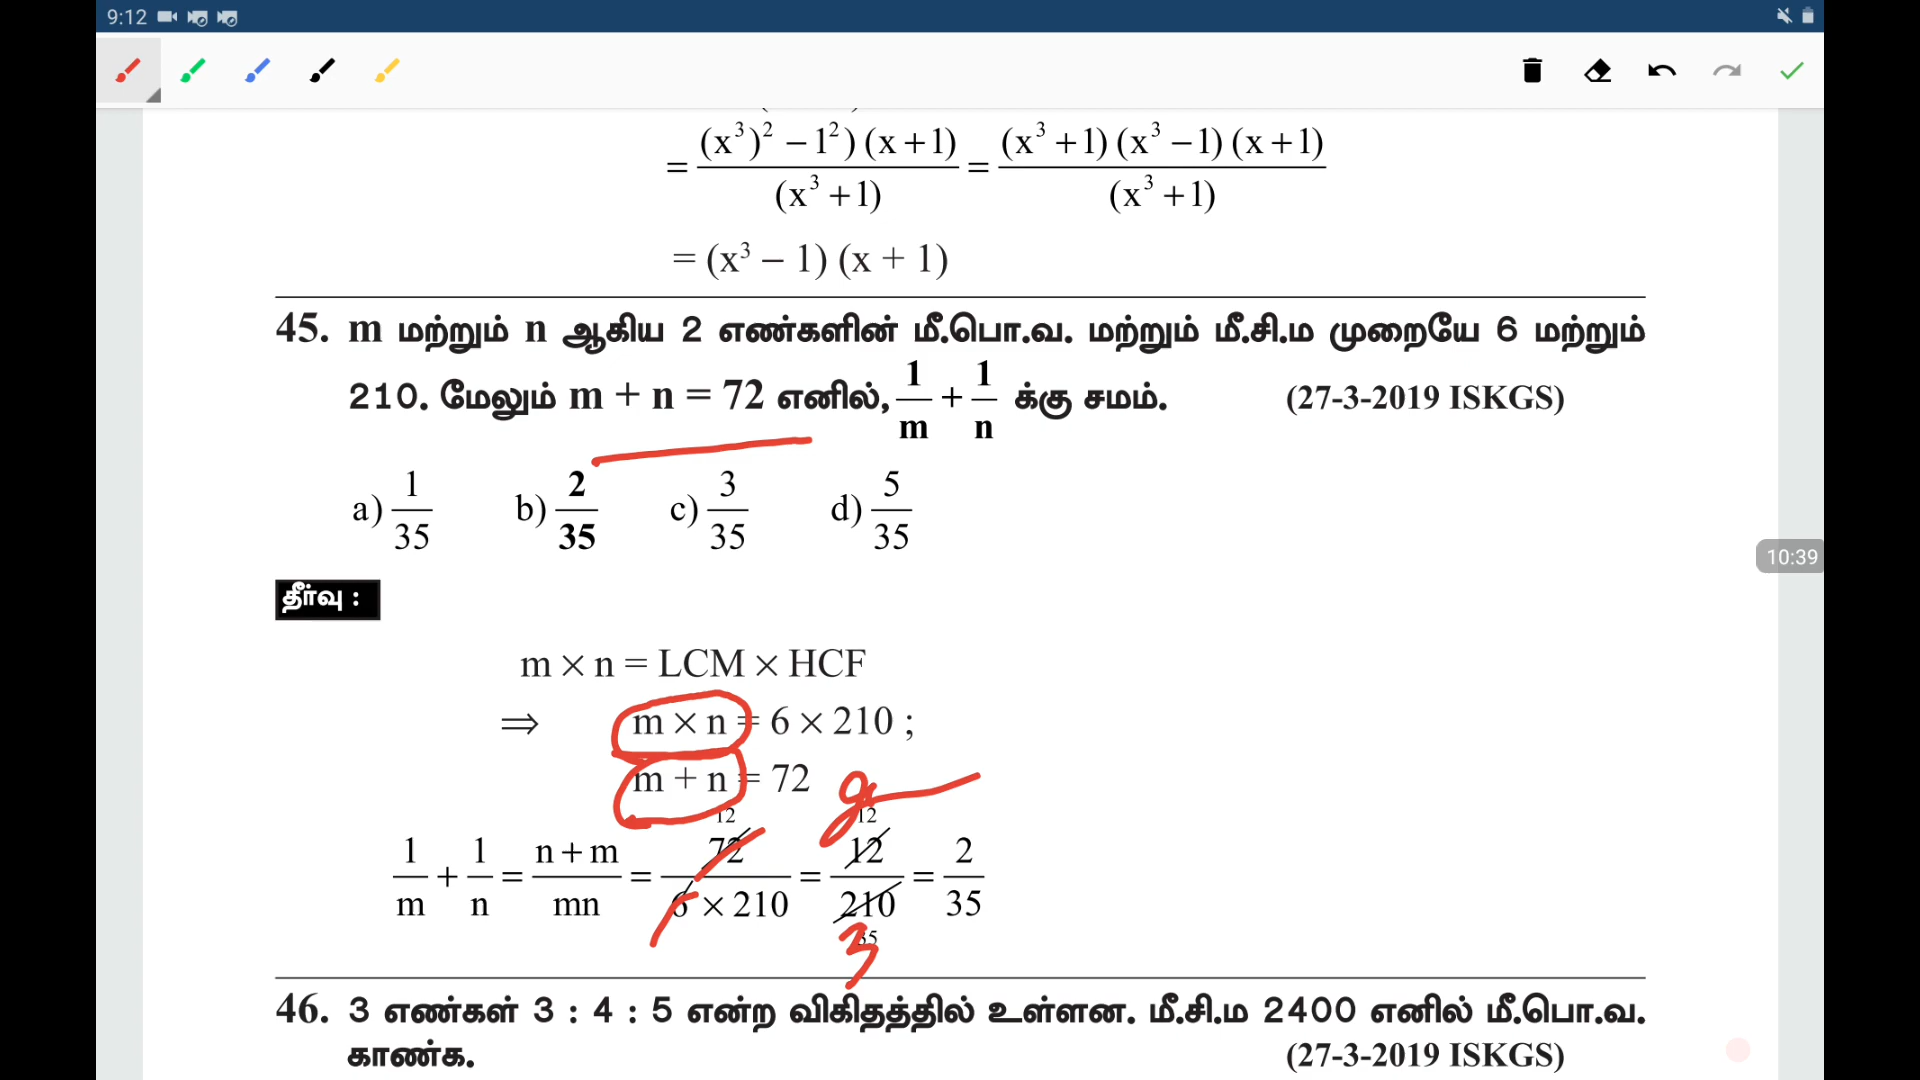 9:12
= (x³)² − 1²) (x + 1) / (x³ + 1) = (x³ + 1) (x³ − 1) (x + 1) / (x³ + 1)
= (x³ − 1) (x + 1)
45. m மற்றும் n ஆகிய 2 எண்களின் மீ.பொ.வ. மற்றும் மீ.சி.ம முறையே 6 மற்றும்
210. மேலும் m + n = 72 எனில், 1/m + 1/n க்கு சமம். (27-3-2019 ISKGS)
a) 1/35 b) 2/35 c) 3/35 d) 5/35
10:39
தீர்வு :
m × n = LCM × HCF
⇒ m × n = 6 × 210 ;
m + n = 72
12 12
1/m + 1/n = n + m / mn = 72 / 6 × 210 = 12 / 210 = 2 / 35
35
3
46. 3 எண்கள் 3 : 4 : 5 என்ற விகிதத்தில் உள்ளன. மீ.சி.ம 2400 எனில் மீ.பொ.வ.
காண்க. (27-3-2019 ISKGS)